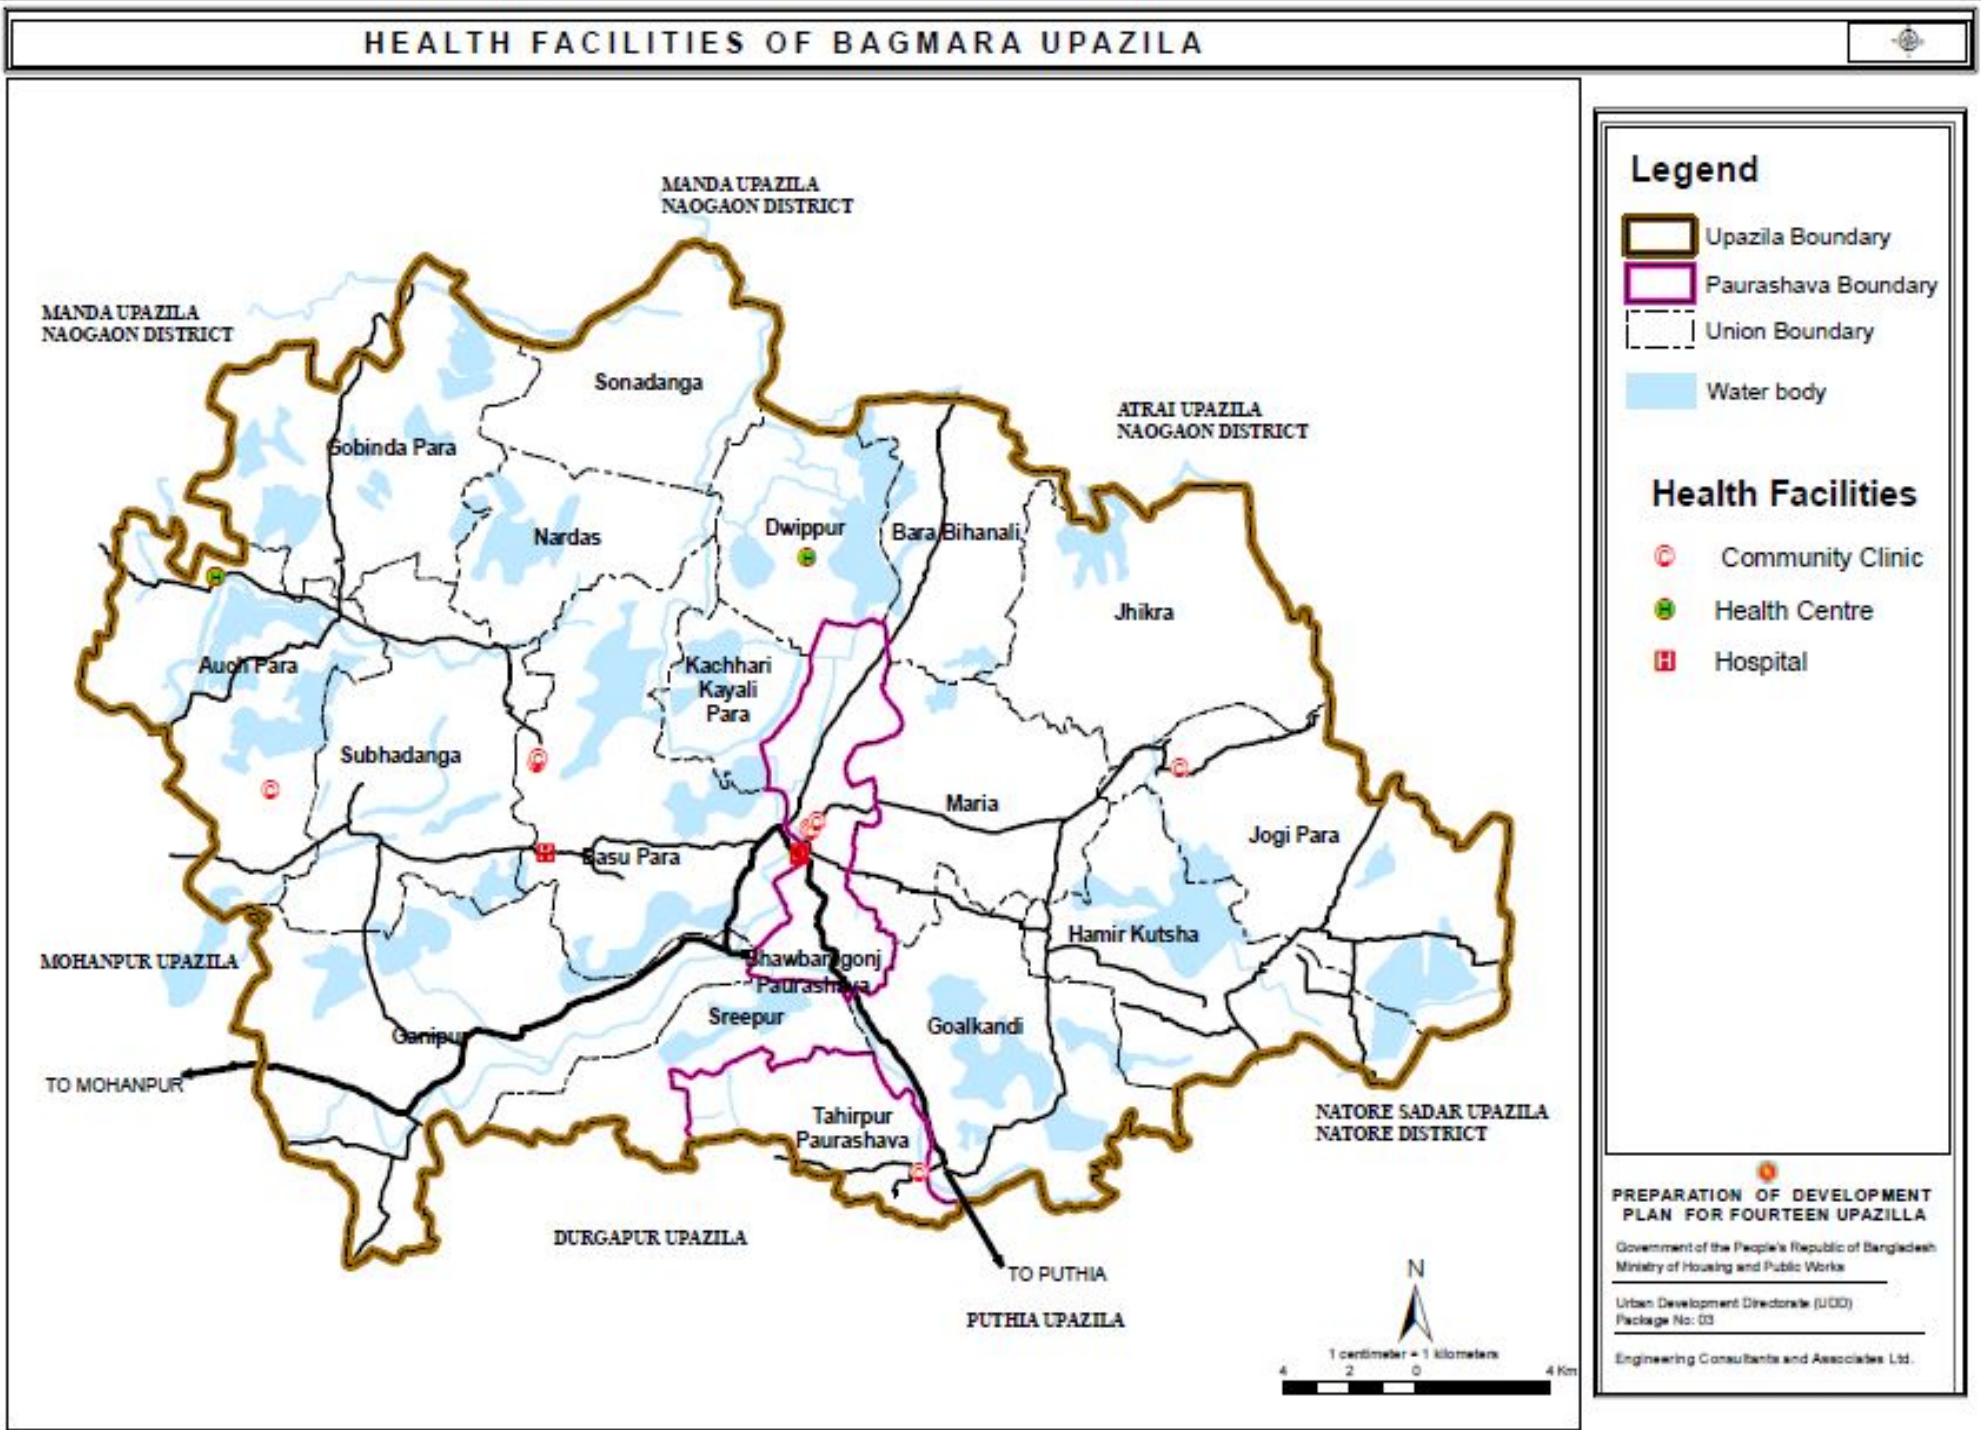 HEALTH FACILITIES OF BAGMARA UPAZILA
MANDA UPAZILA
NAOGAON DISTRICT
MANDA UPAZILA
NAOGAON DISTRICT
ATRAI UPAZILA
NAOGAON DISTRICT
Sonadanga
Gobinda Para
Nardas
Dwippur
Bara Bihanali
Jhikra
Auch Para
Kachhari
Kayali
Para
Subhadanga
Maria
Jogi Para
Basu Para
Hamir Kutsha
MOHANPUR UPAZILA
Bhawbanigonj
Paurashava
Sreepur
Goalkandi
Ganipur
TO MOHANPUR
Tahirpur
Paurashava
NATORE SADAR UPAZILA
NATORE DISTRICT
DURGAPUR UPAZILA
TO PUTHIA
PUTHIA UPAZILA
N
1 centimeter = 1 kilometers
4 2 0 4 Km
Legend
Upazila Boundary
Paurashava Boundary
Union Boundary
Water body
Health Facilities
C Community Clinic
H Health Centre
H Hospital
PREPARATION OF DEVELOPMENT
PLAN FOR FOURTEEN UPAZILLA
Government of the People's Republic of Bangladesh
Ministry of Housing and Public Works
Urban Development Directorate (UDD)
Package No: 03
Engineering Consultants and Associates Ltd.